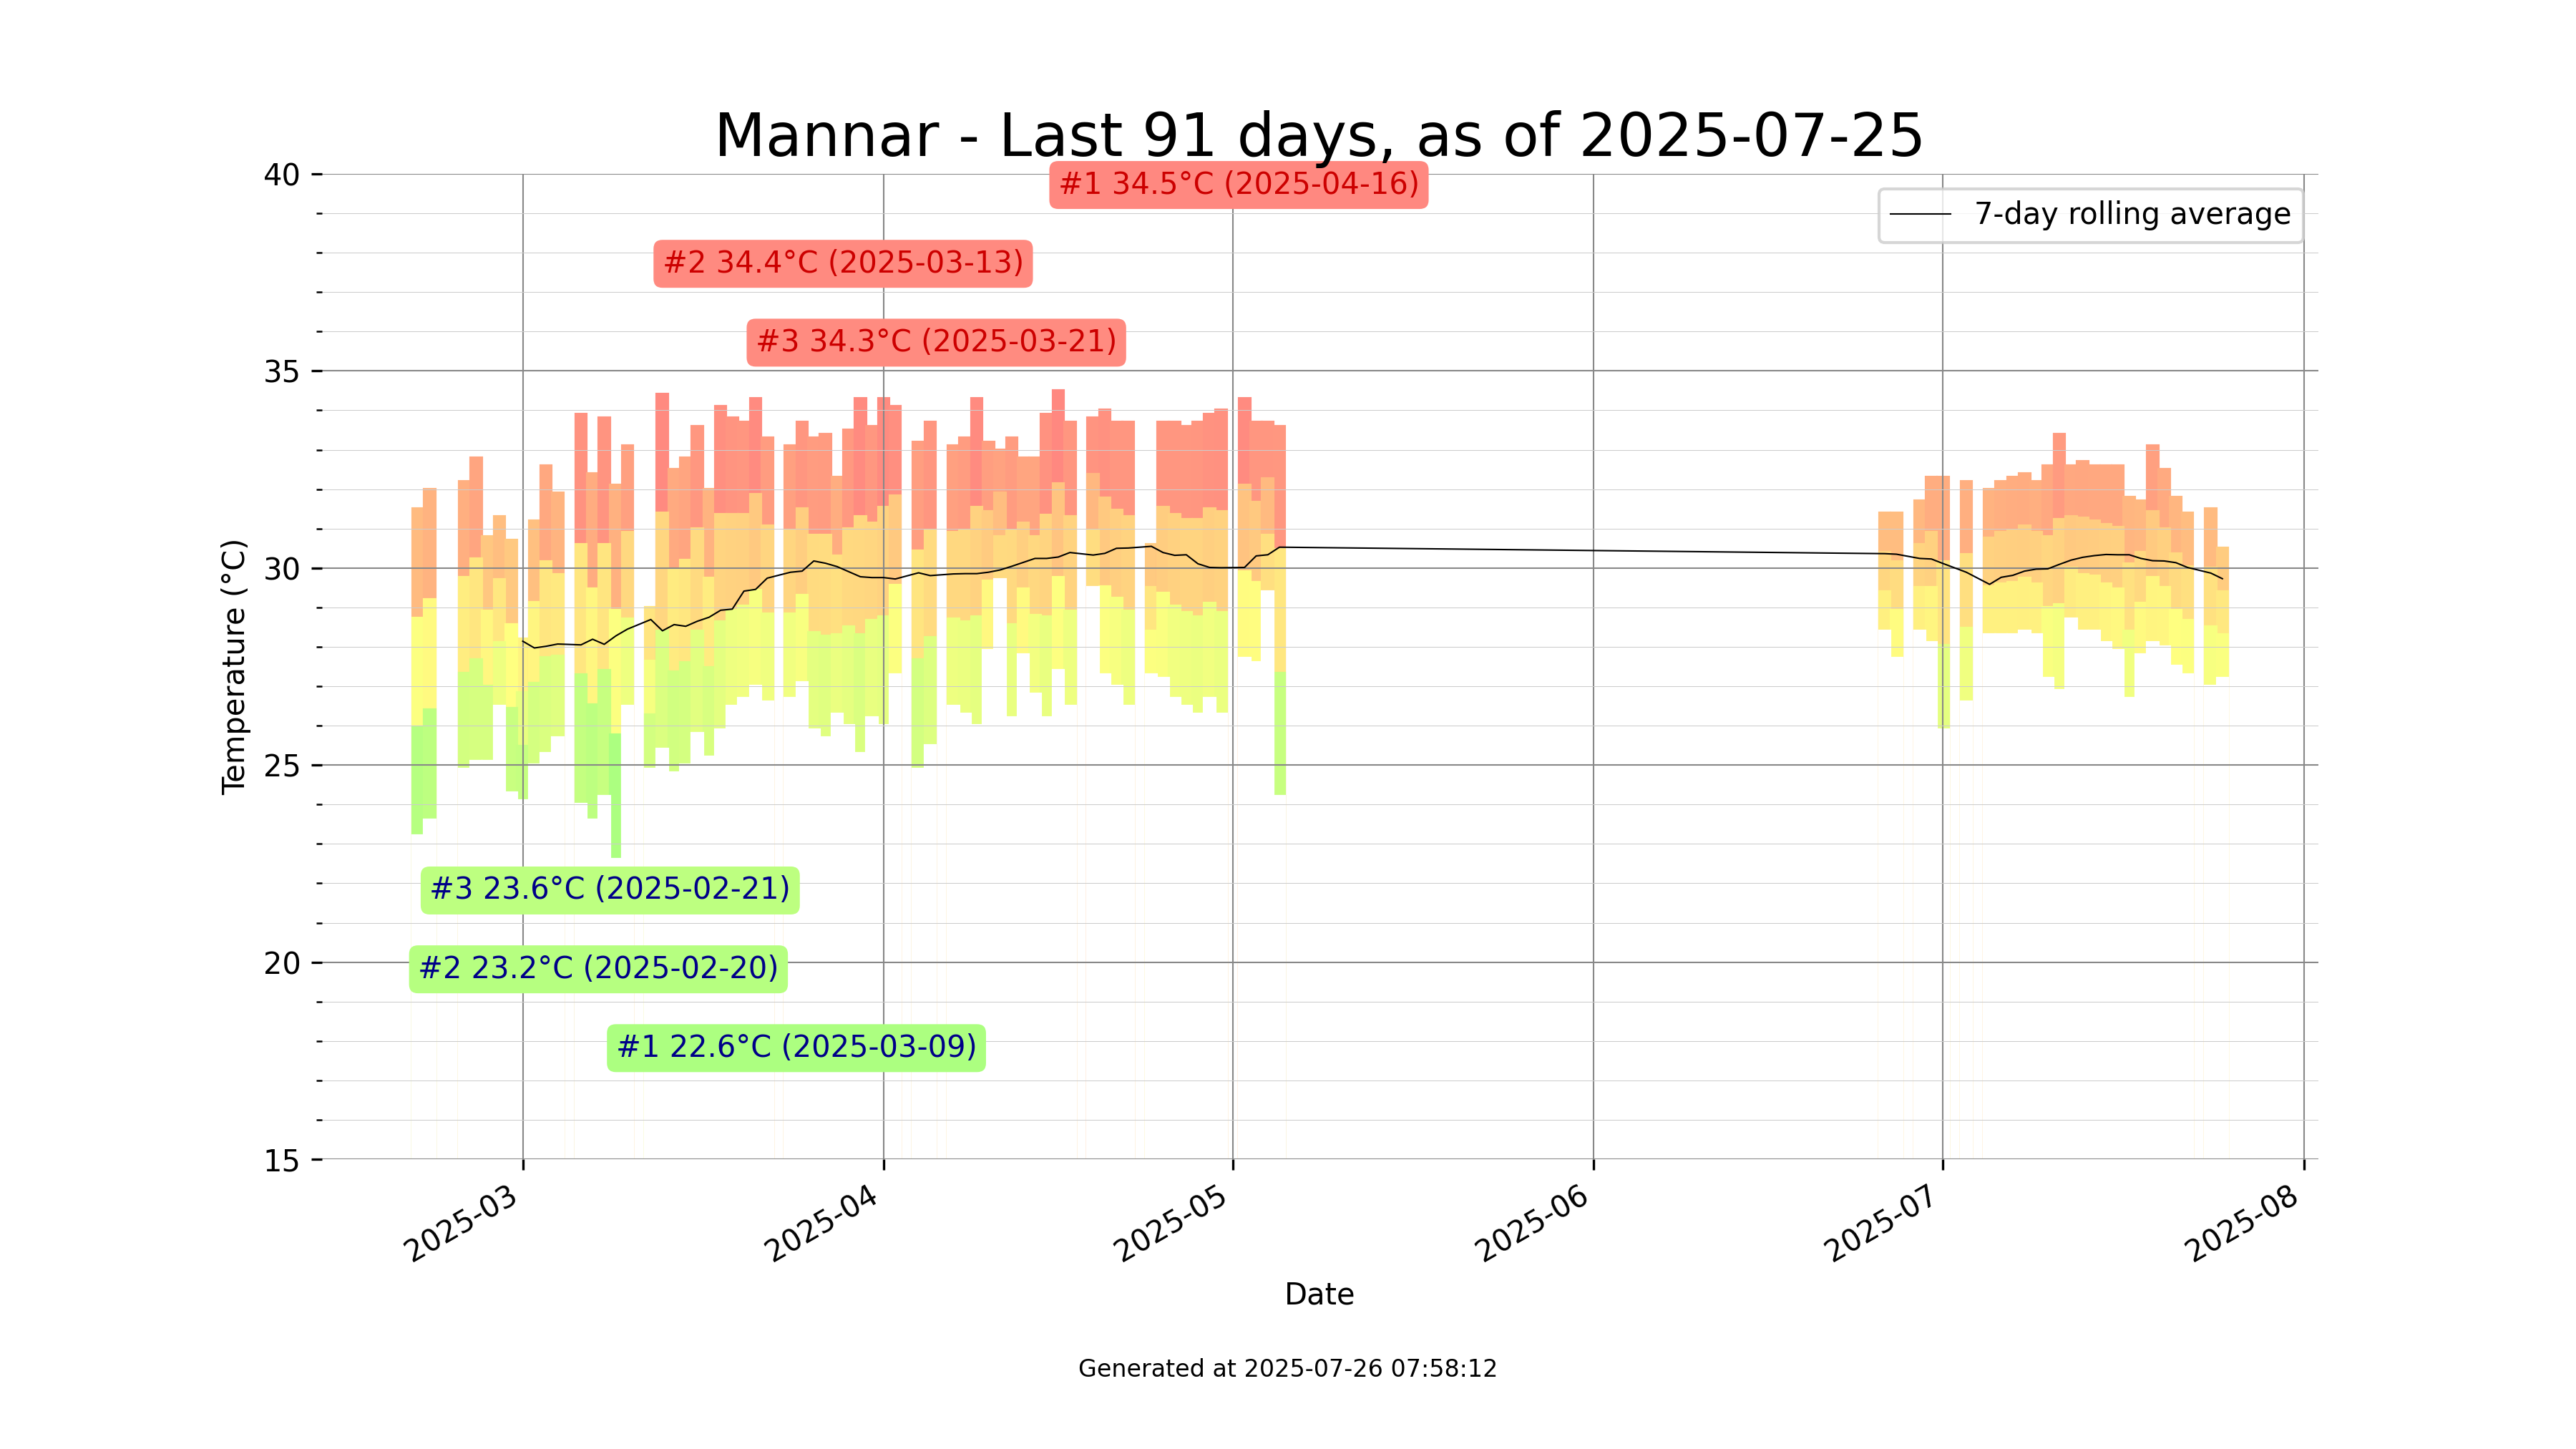 Mannar - Last 91 days, as of 2025-07-25
40
#1 34.5°C (2025-04-16)
7-day rolling average
#2 34.4°C (2025-03-13)
#3 34.3°C (2025-03-21)
35
30
Temperature (°C)
25
#3 23.6°C (2025-02-21)
20
#2 23.2°C (2025-02-20)
#1 22.6°C (2025-03-09)
15
2025-03
2025-04
2025-05
2025-06
2025-07
2025-08
Date
Generated at 2025-07-26 07:58:12